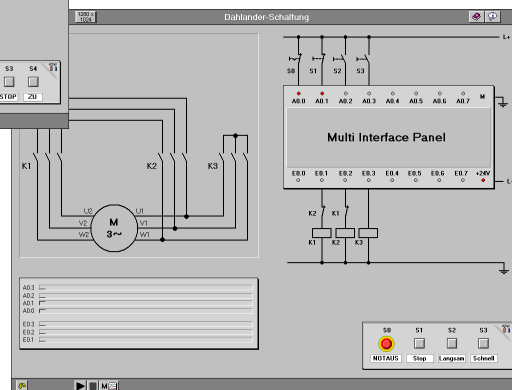 1280 x
1024
Dahlander-Schaltung
S3 S4
STOP ZU
L+
S0 S1 S2 S3
A0.0 A0.1 A0.2 A0.3 A0.4 A0.5 A0.6 A0.7 M
Multi Interface Panel
E0.0 E0.1 E0.2 E0.3 E0.4 E0.5 E0.6 E0.7 +24V
L-
K1 K2 K3
U2 U1
V2 M V1
W2 3~ W1
K2 K1
K1 K2 K3
A0.3
A0.2
A0.1
A0.0
E0.3
E0.2
E0.1
S0 S1 S2 S3
NOTAUS Stop Langsam Schnell
M